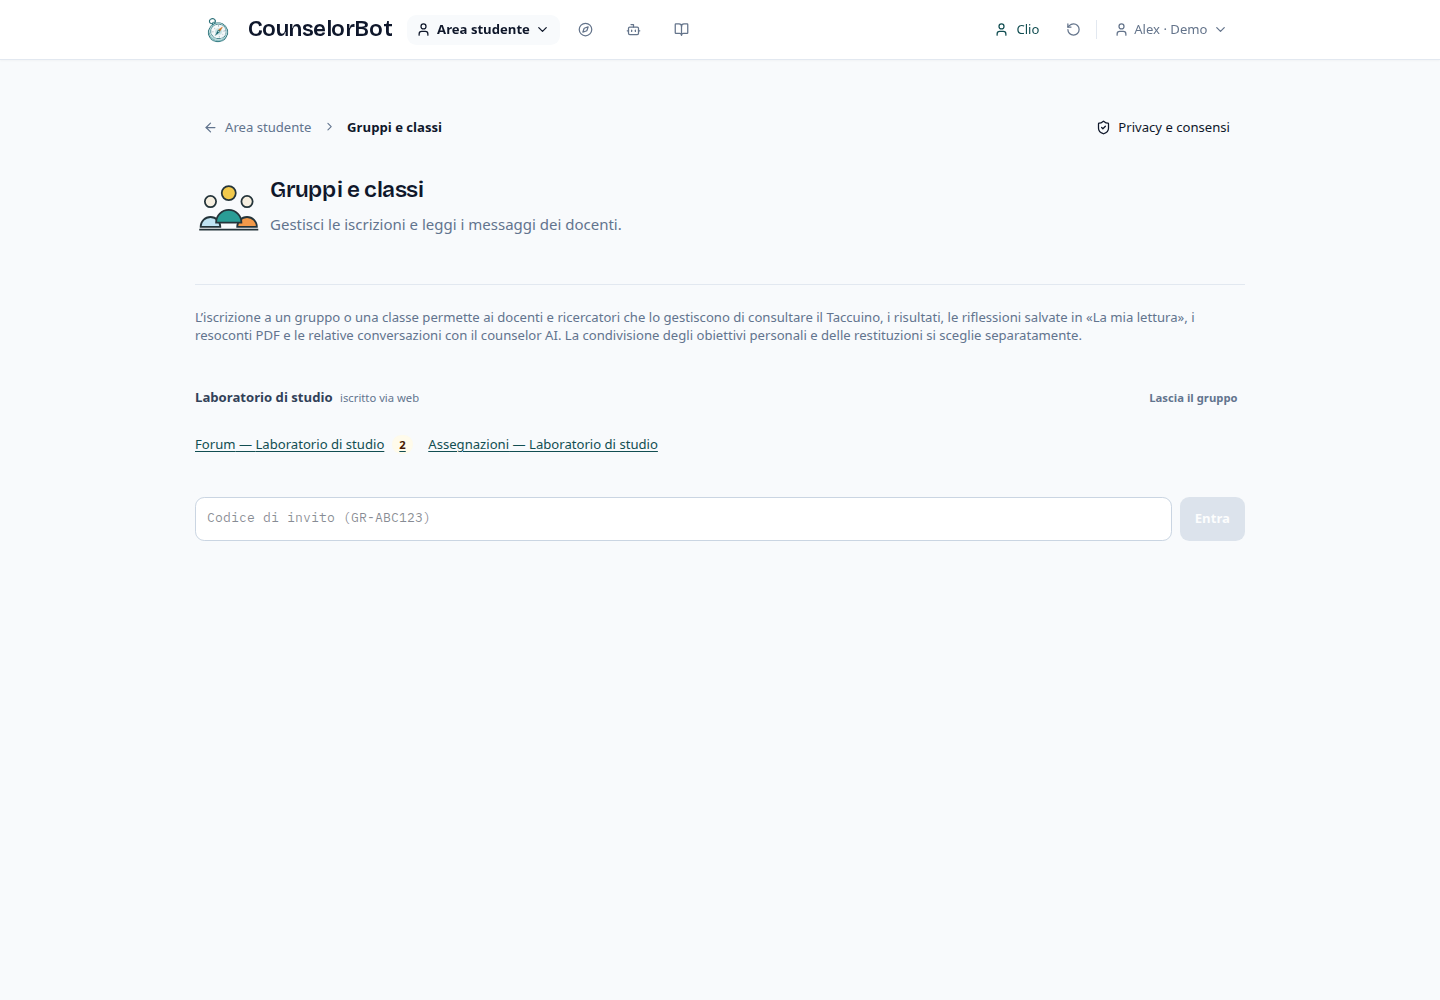 CounselorBot Area studente Clio Alex · Demo
Area studente Gruppi e classi Privacy e consensi
Gruppi e classi
Gestisci le iscrizioni e leggi i messaggi dei docenti.
L’iscrizione a un gruppo o una classe permette ai docenti e ricercatori che lo gestiscono di consultare il Taccuino, i risultati, le riflessioni salvate in «La mia lettura», i
resoconti PDF e le relative conversazioni con il counselor AI. La condivisione degli obiettivi personali e delle restituzioni si sceglie separatamente.
Laboratorio di studio iscritto via web Lascia il gruppo
Forum — Laboratorio di studio 2 Assegnazioni — Laboratorio di studio
Codice di invito (GR-ABC123) Entra